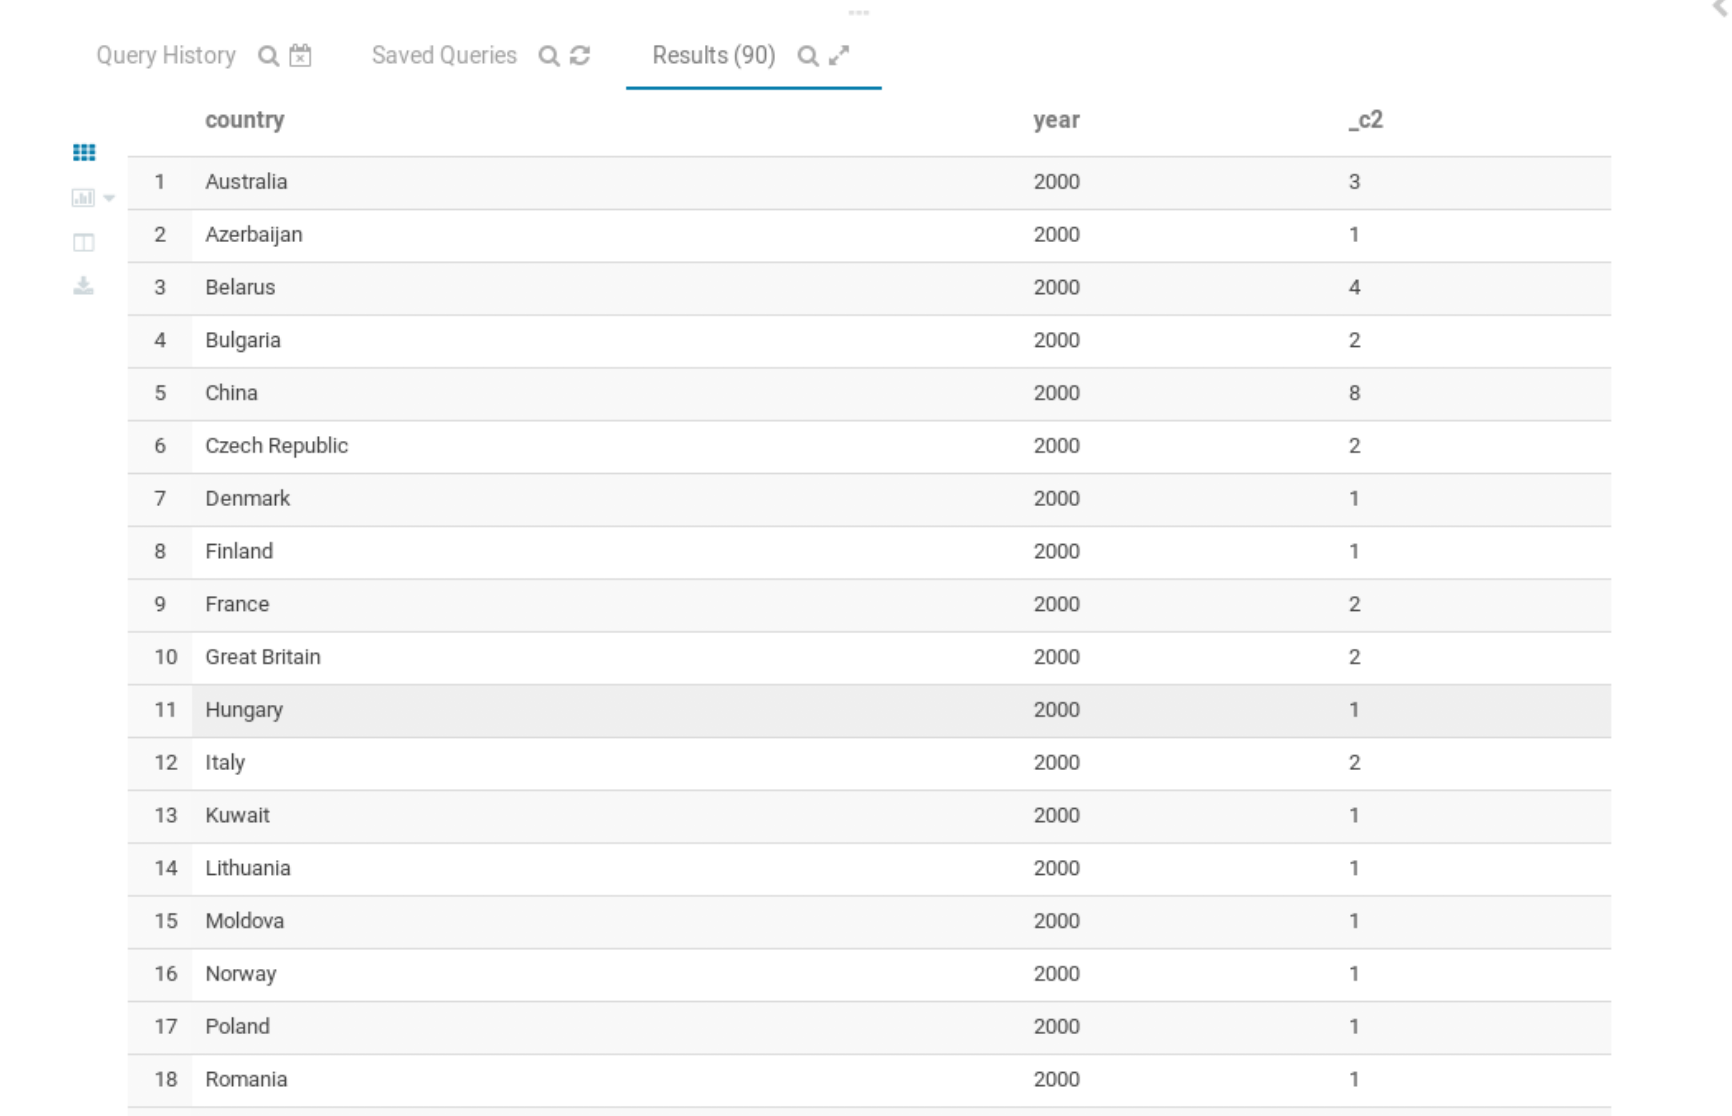 Query History Saved Queries Results (90)
country year _c2
1 Australia 2000 3
2 Azerbaijan 2000 1
3 Belarus 2000 4
4 Bulgaria 2000 2
5 China 2000 8
6 Czech Republic 2000 2
7 Denmark 2000 1
8 Finland 2000 1
9 France 2000 2
10 Great Britain 2000 2
11 Hungary 2000 1
12 Italy 2000 2
13 Kuwait 2000 1
14 Lithuania 2000 1
15 Moldova 2000 1
16 Norway 2000 1
17 Poland 2000 1
18 Romania 2000 1